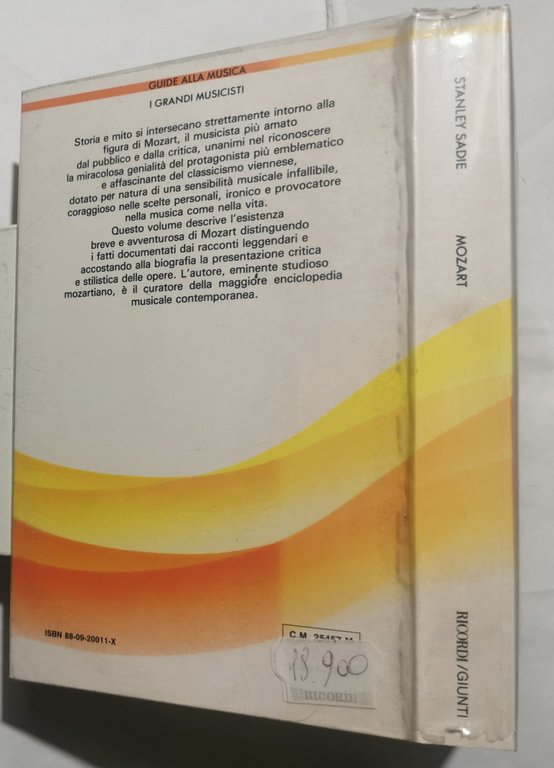 GUIDE ALLA MUSICA
I GRANDI MUSICISTI
Storia e mito si intersecano strettamente intorno alla
figura di Mozart, il musicista più amato
dal pubblico e dalla critica, unanimi nel riconoscere
la miracolosa genialità del protagonista più emblematico
e affascinante del classicismo viennese,
dotato per natura di una sensibilità musicale infallibile,
coraggioso nelle scelte personali, ironico e provocatore
nella musica come nella vita.
Questo volume descrive l'esistenza
breve e avventurosa di Mozart distinguendo
i fatti documentati dai racconti leggendari e
accostando alla biografia la presentazione critica
e stilistica delle opere. L'autore, eminente studioso
mozartiano, è il curatore della maggiore enciclopedia
musicale contemporanea.
ISBN 88-09-20011-X
C.M.
18.900
RICORDI
STANLEY SADIE
MOZART
RICORDI/GIUNTI